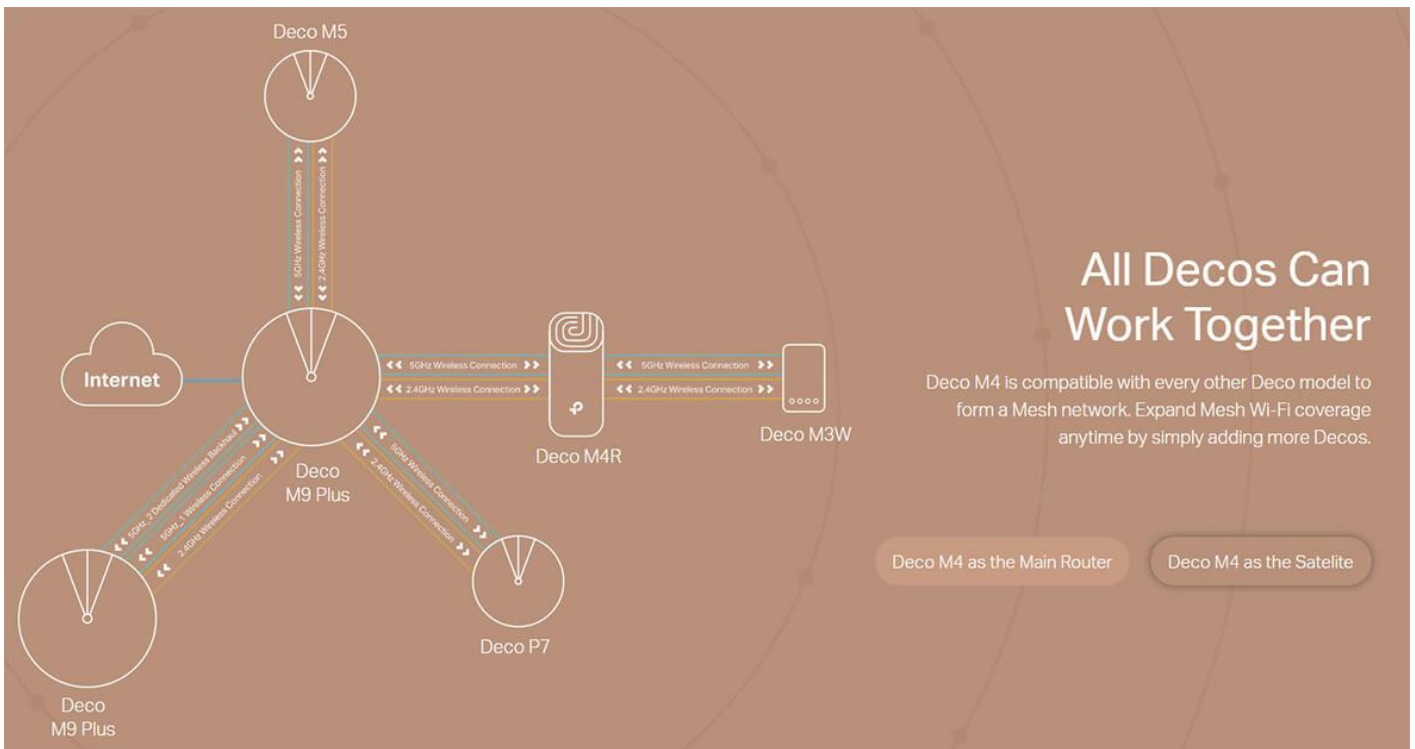 Deco M5
5GHz Wireless Connection
2.4GHz Wireless Connection
Internet
Deco
M9 Plus
5GHz Wireless Connection
2.4GHz Wireless Connection
Deco M4R
5GHz Wireless Connection
2.4GHz Wireless Connection
Deco M3W
5GHz_2 Dedicated Wireless Backhaul
5GHz_1 Wireless Connection
2.4GHz Wireless Connection
5GHz Wireless Connection
2.4GHz Wireless Connection
Deco P7
Deco
M9 Plus
All Decos Can
Work Together
Deco M4 is compatible with every other Deco model to
form a Mesh network. Expand Mesh Wi-Fi coverage
anytime by simply adding more Decos.
Deco M4 as the Main Router
Deco M4 as the Satelite